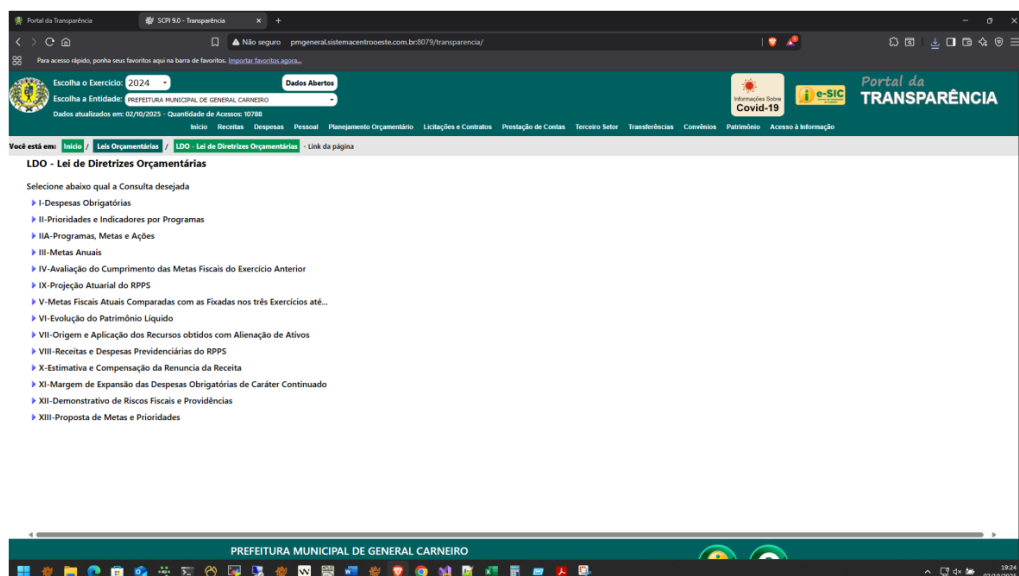 Portal da Transparência
SCPI 9.0 - Transparência
Não seguro pmgeneral.sistemacentrooeste.com.br:8079/transparencia/
Para acesso rápido, ponha seus favoritos aqui na barra de favoritos. Importar favoritos agora...
Escolha o Exercício: 2024
Dados Abertos
Escolha a Entidade: PREFEITURA MUNICIPAL DE GENERAL CARNEIRO
Dados atualizados em: 02/10/2025 - Quantidade de Acessos: 10788
Informações Sobre
Covid-19
e-SIC
Portal da
TRANSPARÊNCIA
Início Receitas Despesas Pessoal Planejamento Orçamentário Licitações e Contratos Prestação de Contas Terceiro Setor Transferências Convênios Patrimônio Acesso à Informação
Você está em: Início / Leis Orçamentárias / LDO - Lei de Diretrizes Orçamentárias - Link da página
LDO - Lei de Diretrizes Orçamentárias
Selecione abaixo qual a Consulta desejada
I-Despesas Obrigatórias
II-Prioridades e Indicadores por Programas
IIA-Programas, Metas e Ações
III-Metas Anuais
IV-Avaliação do Cumprimento das Metas Fiscais do Exercício Anterior
IX-Projeção Atuarial do RPPS
V-Metas Fiscais Atuais Comparadas com as Fixadas nos três Exercícios até...
VI-Evolução do Patrimônio Líquido
VII-Origem e Aplicação dos Recursos obtidos com Alienação de Ativos
VIII-Receitas e Despesas Previdenciárias do RPPS
X-Estimativa e Compensação da Renuncia da Receita
XI-Margem de Expansão das Despesas Obrigatórias de Caráter Continuado
XII-Demonstrativo de Riscos Fiscais e Providências
XIII-Proposta de Metas e Prioridades
PREFEITURA MUNICIPAL DE GENERAL CARNEIRO
19:24